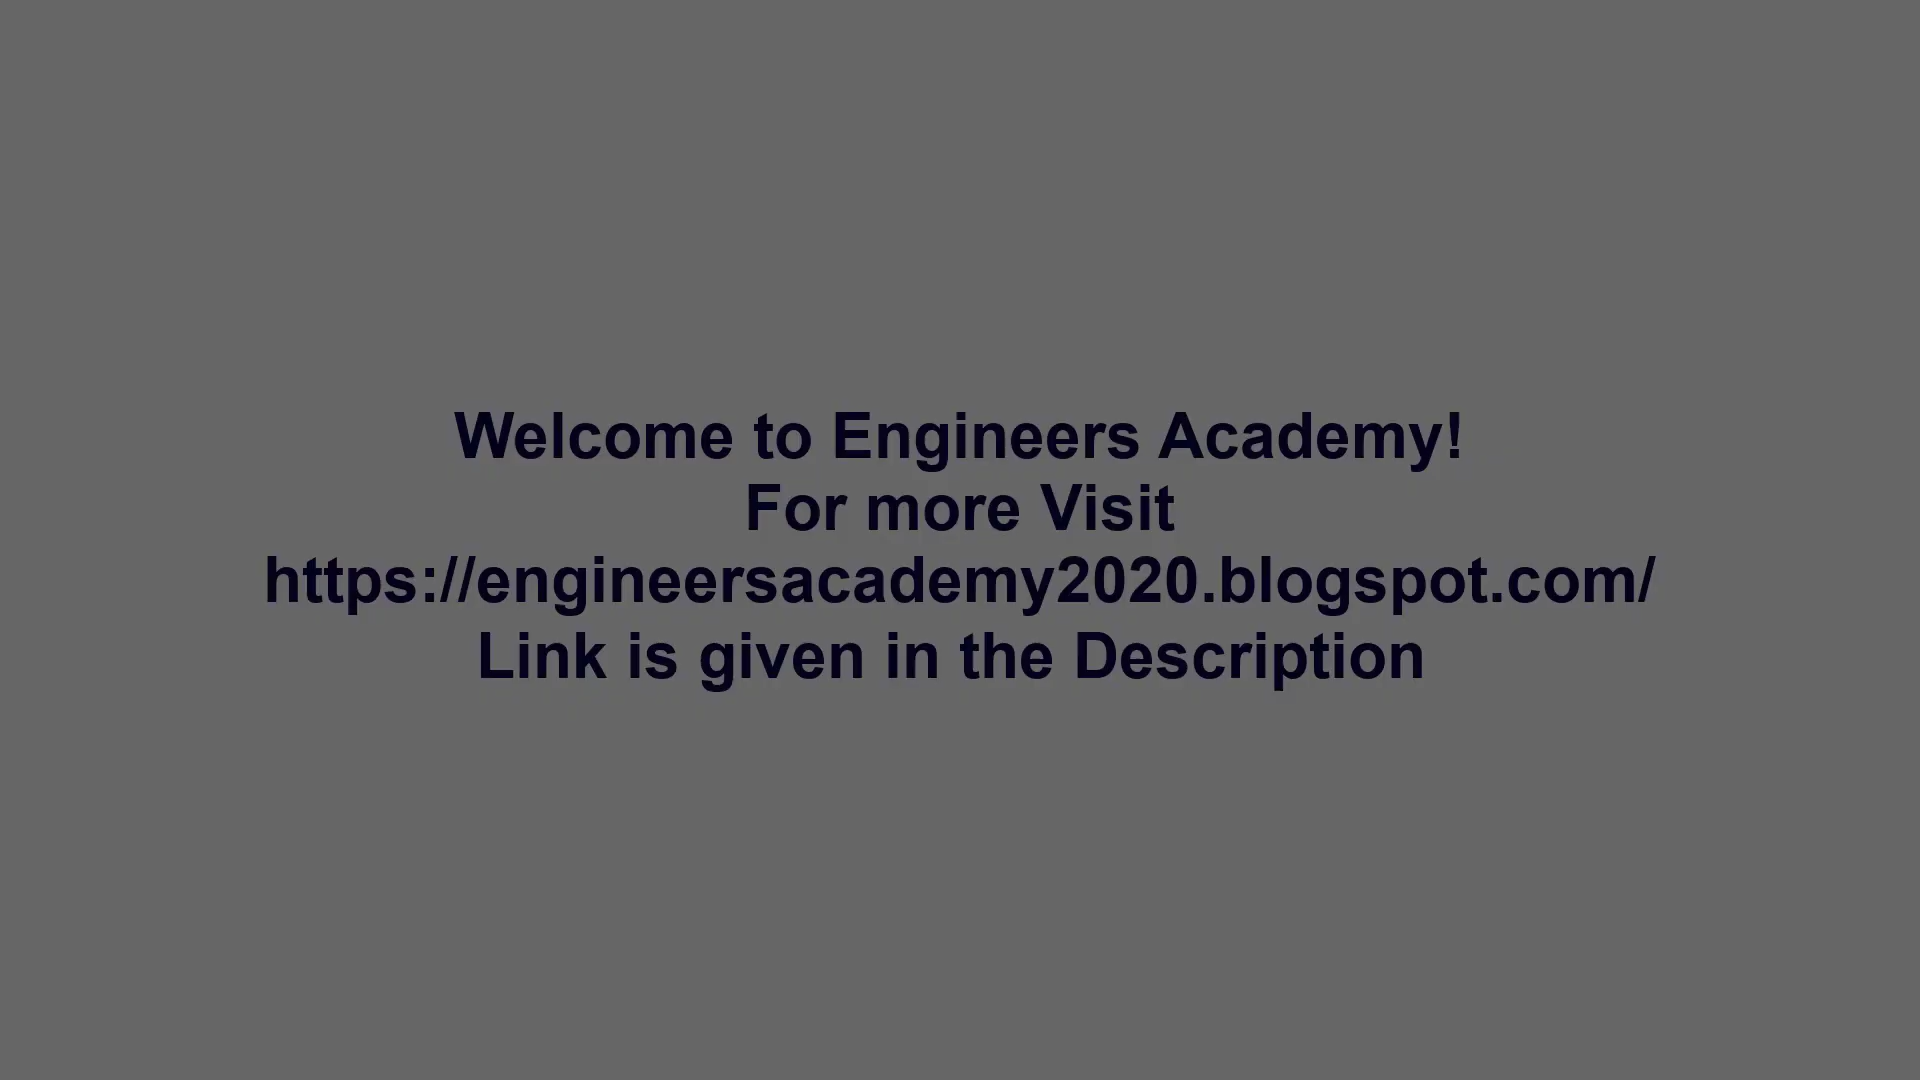 Welcome to Engineers Academy!
For more Visit
https://engineersacademy2020.blogspot.com/
Link is given in the Description